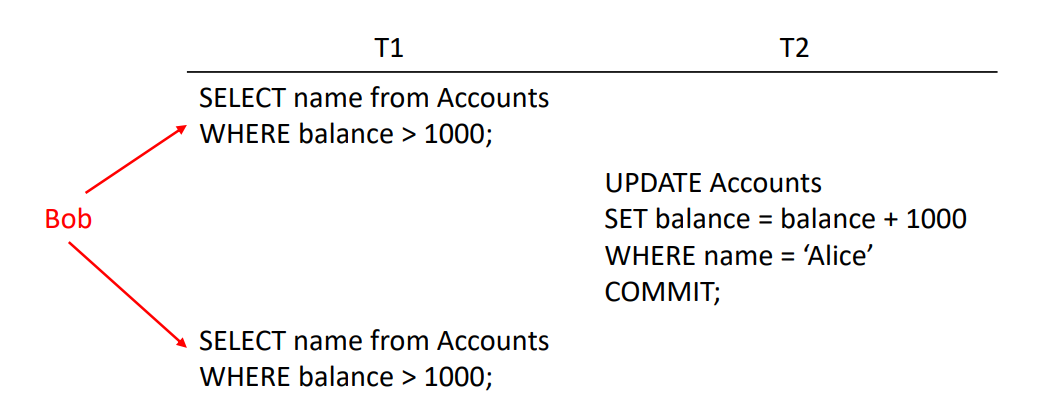 T1
T2
SELECT name from Accounts
WHERE balance > 1000;
UPDATE Accounts
SET balance = balance + 1000
WHERE name = ‘Alice’
COMMIT;
Bob
SELECT name from Accounts
WHERE balance > 1000;